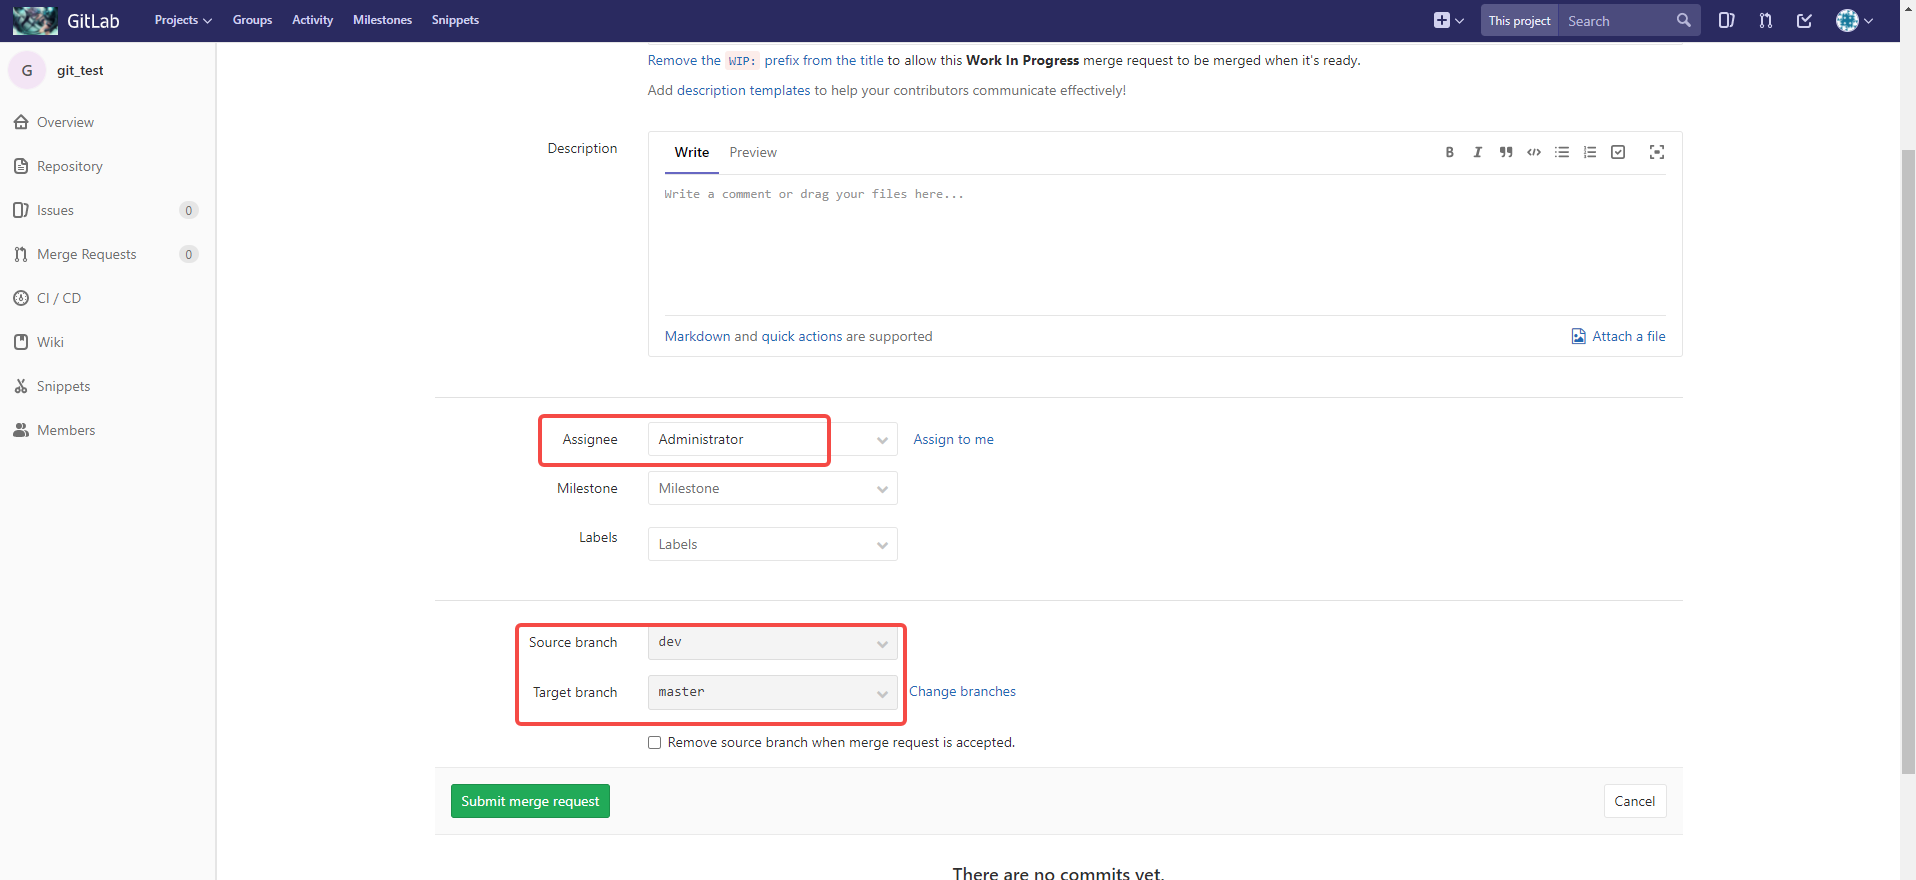 GitLab Projects Groups Activity Milestones Snippets This project Search
G git_test
Overview
Repository
Issues 0
Merge Requests 0
CI / CD
Wiki
Snippets
Members
Remove the WIP: prefix from the title to allow this Work In Progress merge request to be merged when it's ready.
Add description templates to help your contributors communicate effectively!
Description
Write Preview
Write a comment or drag your files here...
Markdown and quick actions are supported
Attach a file
Assignee Administrator Assign to me
Milestone Milestone
Labels Labels
Source branch dev
Target branch master Change branches
Remove source branch when merge request is accepted.
Submit merge request Cancel
There are no commits yet.